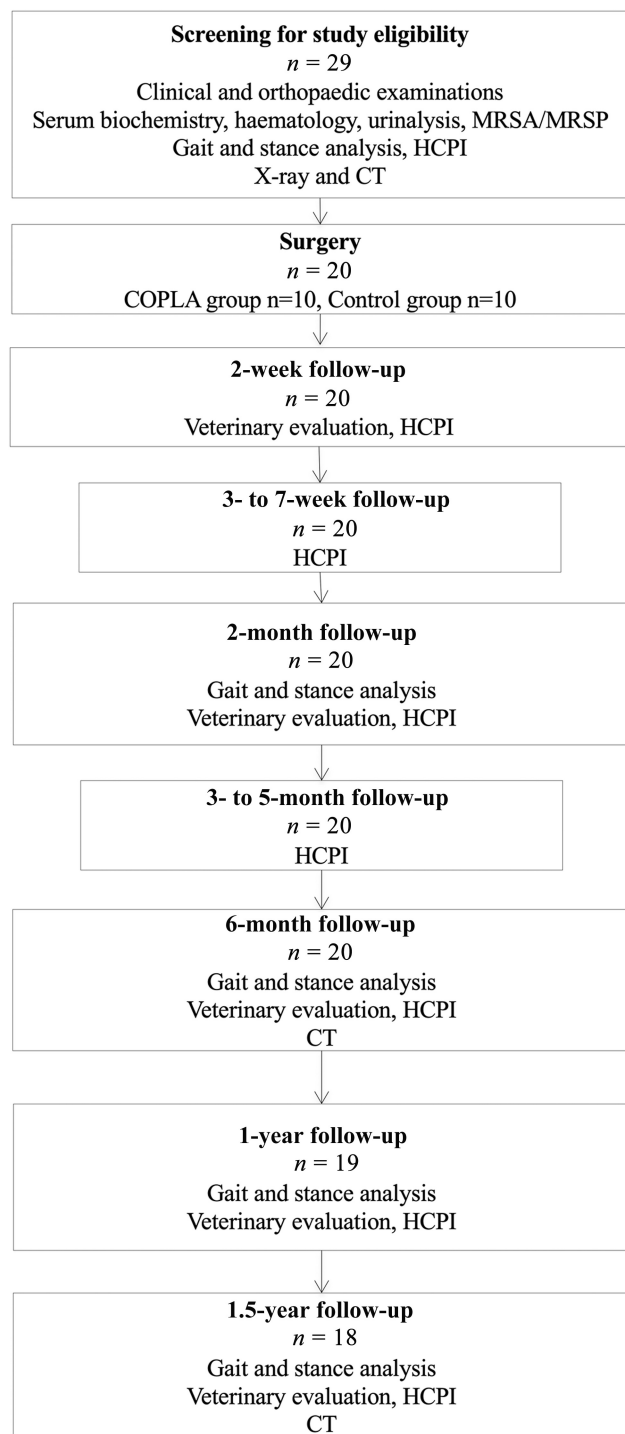 Screening for study eligibility
n = 29
Clinical and orthopaedic examinations
Serum biochemistry, haematology, urinalysis, MRSA/MRSP
Gait and stance analysis, HCPI
X-ray and CT
Surgery
n = 20
COPLA group n=10, Control group n=10
2-week follow-up
n = 20
Veterinary evaluation, HCPI
3- to 7-week follow-up
n = 20
HCPI
2-month follow-up
n = 20
Gait and stance analysis
Veterinary evaluation, HCPI
3- to 5-month follow-up
n = 20
HCPI
6-month follow-up
n = 20
Gait and stance analysis
Veterinary evaluation, HCPI
CT
1-year follow-up
n = 19
Gait and stance analysis
Veterinary evaluation, HCPI
1.5-year follow-up
n = 18
Gait and stance analysis
Veterinary evaluation, HCPI
CT